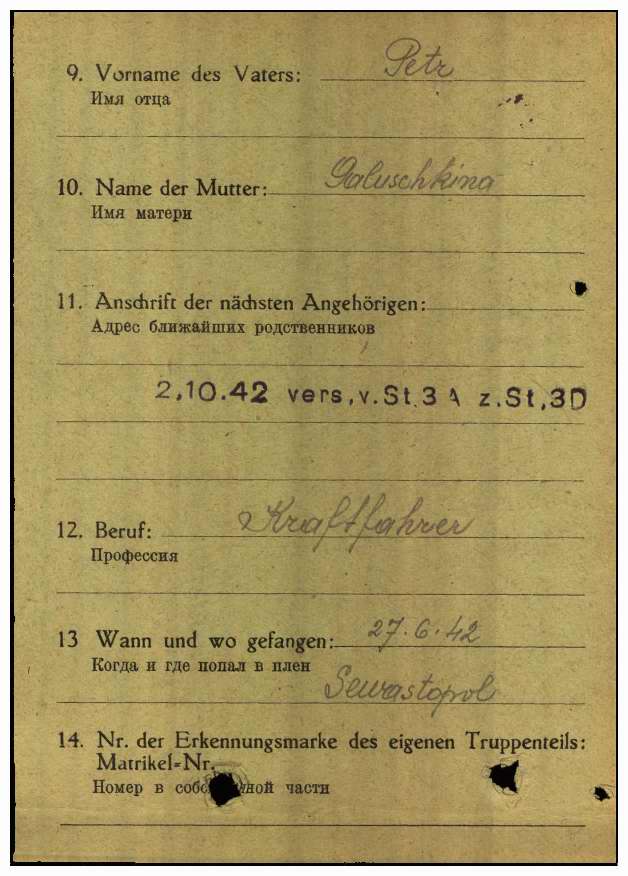 9. Vorname des Vaters: Petr
Имя отца
10. Name der Mutter: Galuschkina
Имя матери
11. Anschrift der nächsten Angehörigen:
Адрес ближайших родственников
2,10.42 vers,v.St.3 A z.St,3D
12. Beruf: Kraftfahrer
Профессия
13 Wann und wo gefangen: 27.6.42
Когда и где попал в плен
Sewastopol
14. Nr. der Erkennungsmarke des eigenen Truppenteils:
Matrikel=Nr.
Номер в части